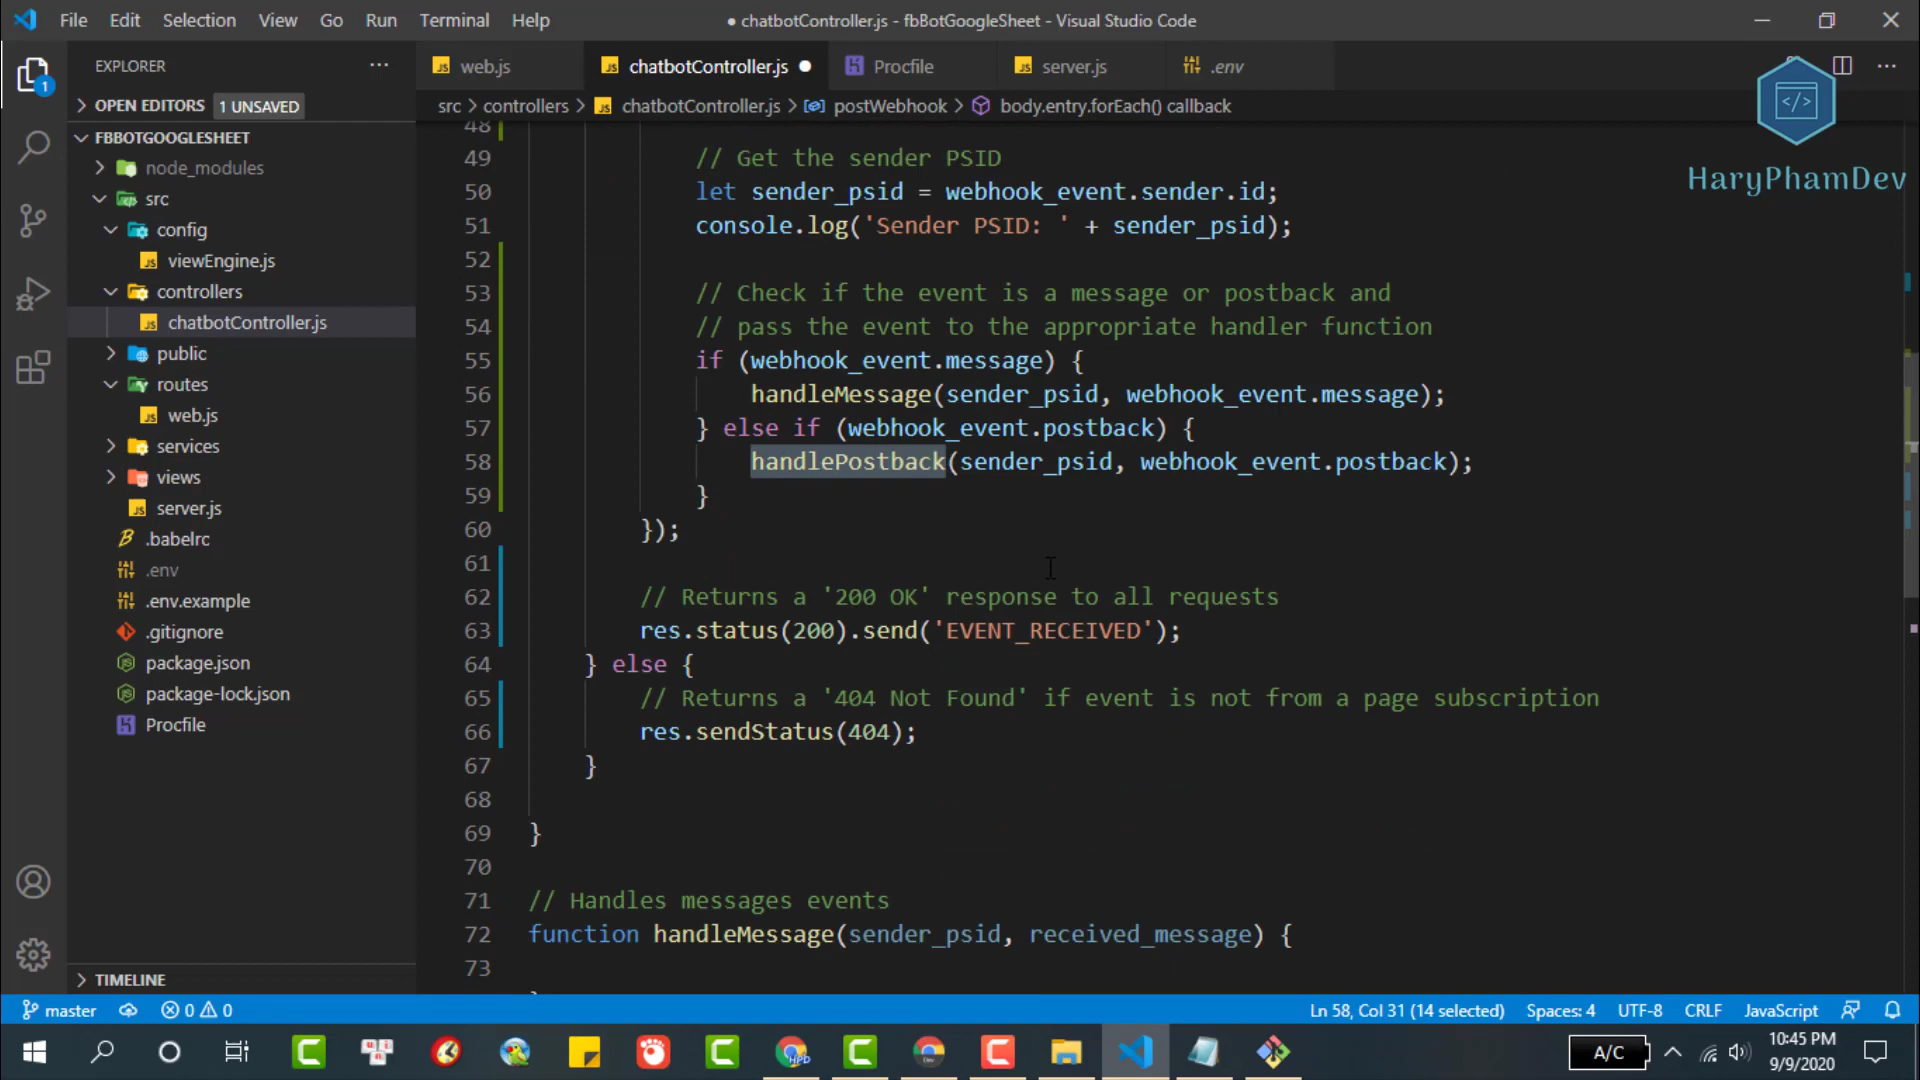 File Edit Selection View Go Run Terminal Help
● chatbotController.js - fbBotGoogleSheet - Visual Studio Code
EXPLORER
OPEN EDITORS 1 UNSAVED
FBBOTGOOGLESHEET
node_modules
src
config
viewEngine.js
controllers
chatbotController.js
public
routes
web.js
services
views
server.js
.babelrc
.env
.env.example
.gitignore
package.json
package-lock.json
Procfile
TIMELINE
1
JS web.js JS chatbotController.js ● Procfile JS server.js .env
src > controllers > JS chatbotController.js > postWebhook > body.entry.forEach() callback
</>
HaryPhamDev
48
49 // Get the sender PSID
50 let sender_psid = webhook_event.sender.id;
51 console.log('Sender PSID: ' + sender_psid);
52
53 // Check if the event is a message or postback and
54 // pass the event to the appropriate handler function
55 if (webhook_event.message) {
56 handleMessage(sender_psid, webhook_event.message);
57 } else if (webhook_event.postback) {
58 handlePostback(sender_psid, webhook_event.postback);
59 }
60 });
61
62 // Returns a '200 OK' response to all requests
63 res.status(200).send('EVENT_RECEIVED');
64 } else {
65 // Returns a '404 Not Found' if event is not from a page subscription
66 res.sendStatus(404);
67 }
68
69 }
70
71 // Handles messages events
72 function handleMessage(sender_psid, received_message) {
73
master 0 0 Ln 58, Col 31 (14 selected) Spaces: 4 UTF-8 CRLF JavaScript
A/C
10:45 PM
9/9/2020